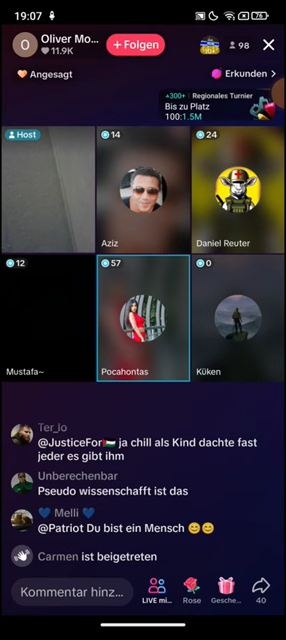 19:07
76
O
Oliver Mo...
11.9K
+ Folgen
98
Angesagt
Erkunden >
+300↑ | Regionales Turnier
Bis zu Platz
100:1.5M
Host
14
24
Aziz
Daniel Reuter
12
57
0
Mustafa~
Pocahontas
Küken
Ter_lo
@JusticeFor🇵🇸 ja chill als Kind dachte fast
jeder es gibt ihm
Unberechenbar
Pseudo wissenschafft ist das
💙 Melli 💙
@Patriot Du bist ein Mensch 😊😊
Carmen ist beigetreten
Kommentar hinz...
LIVE mi...
Rose
Gesche...
40